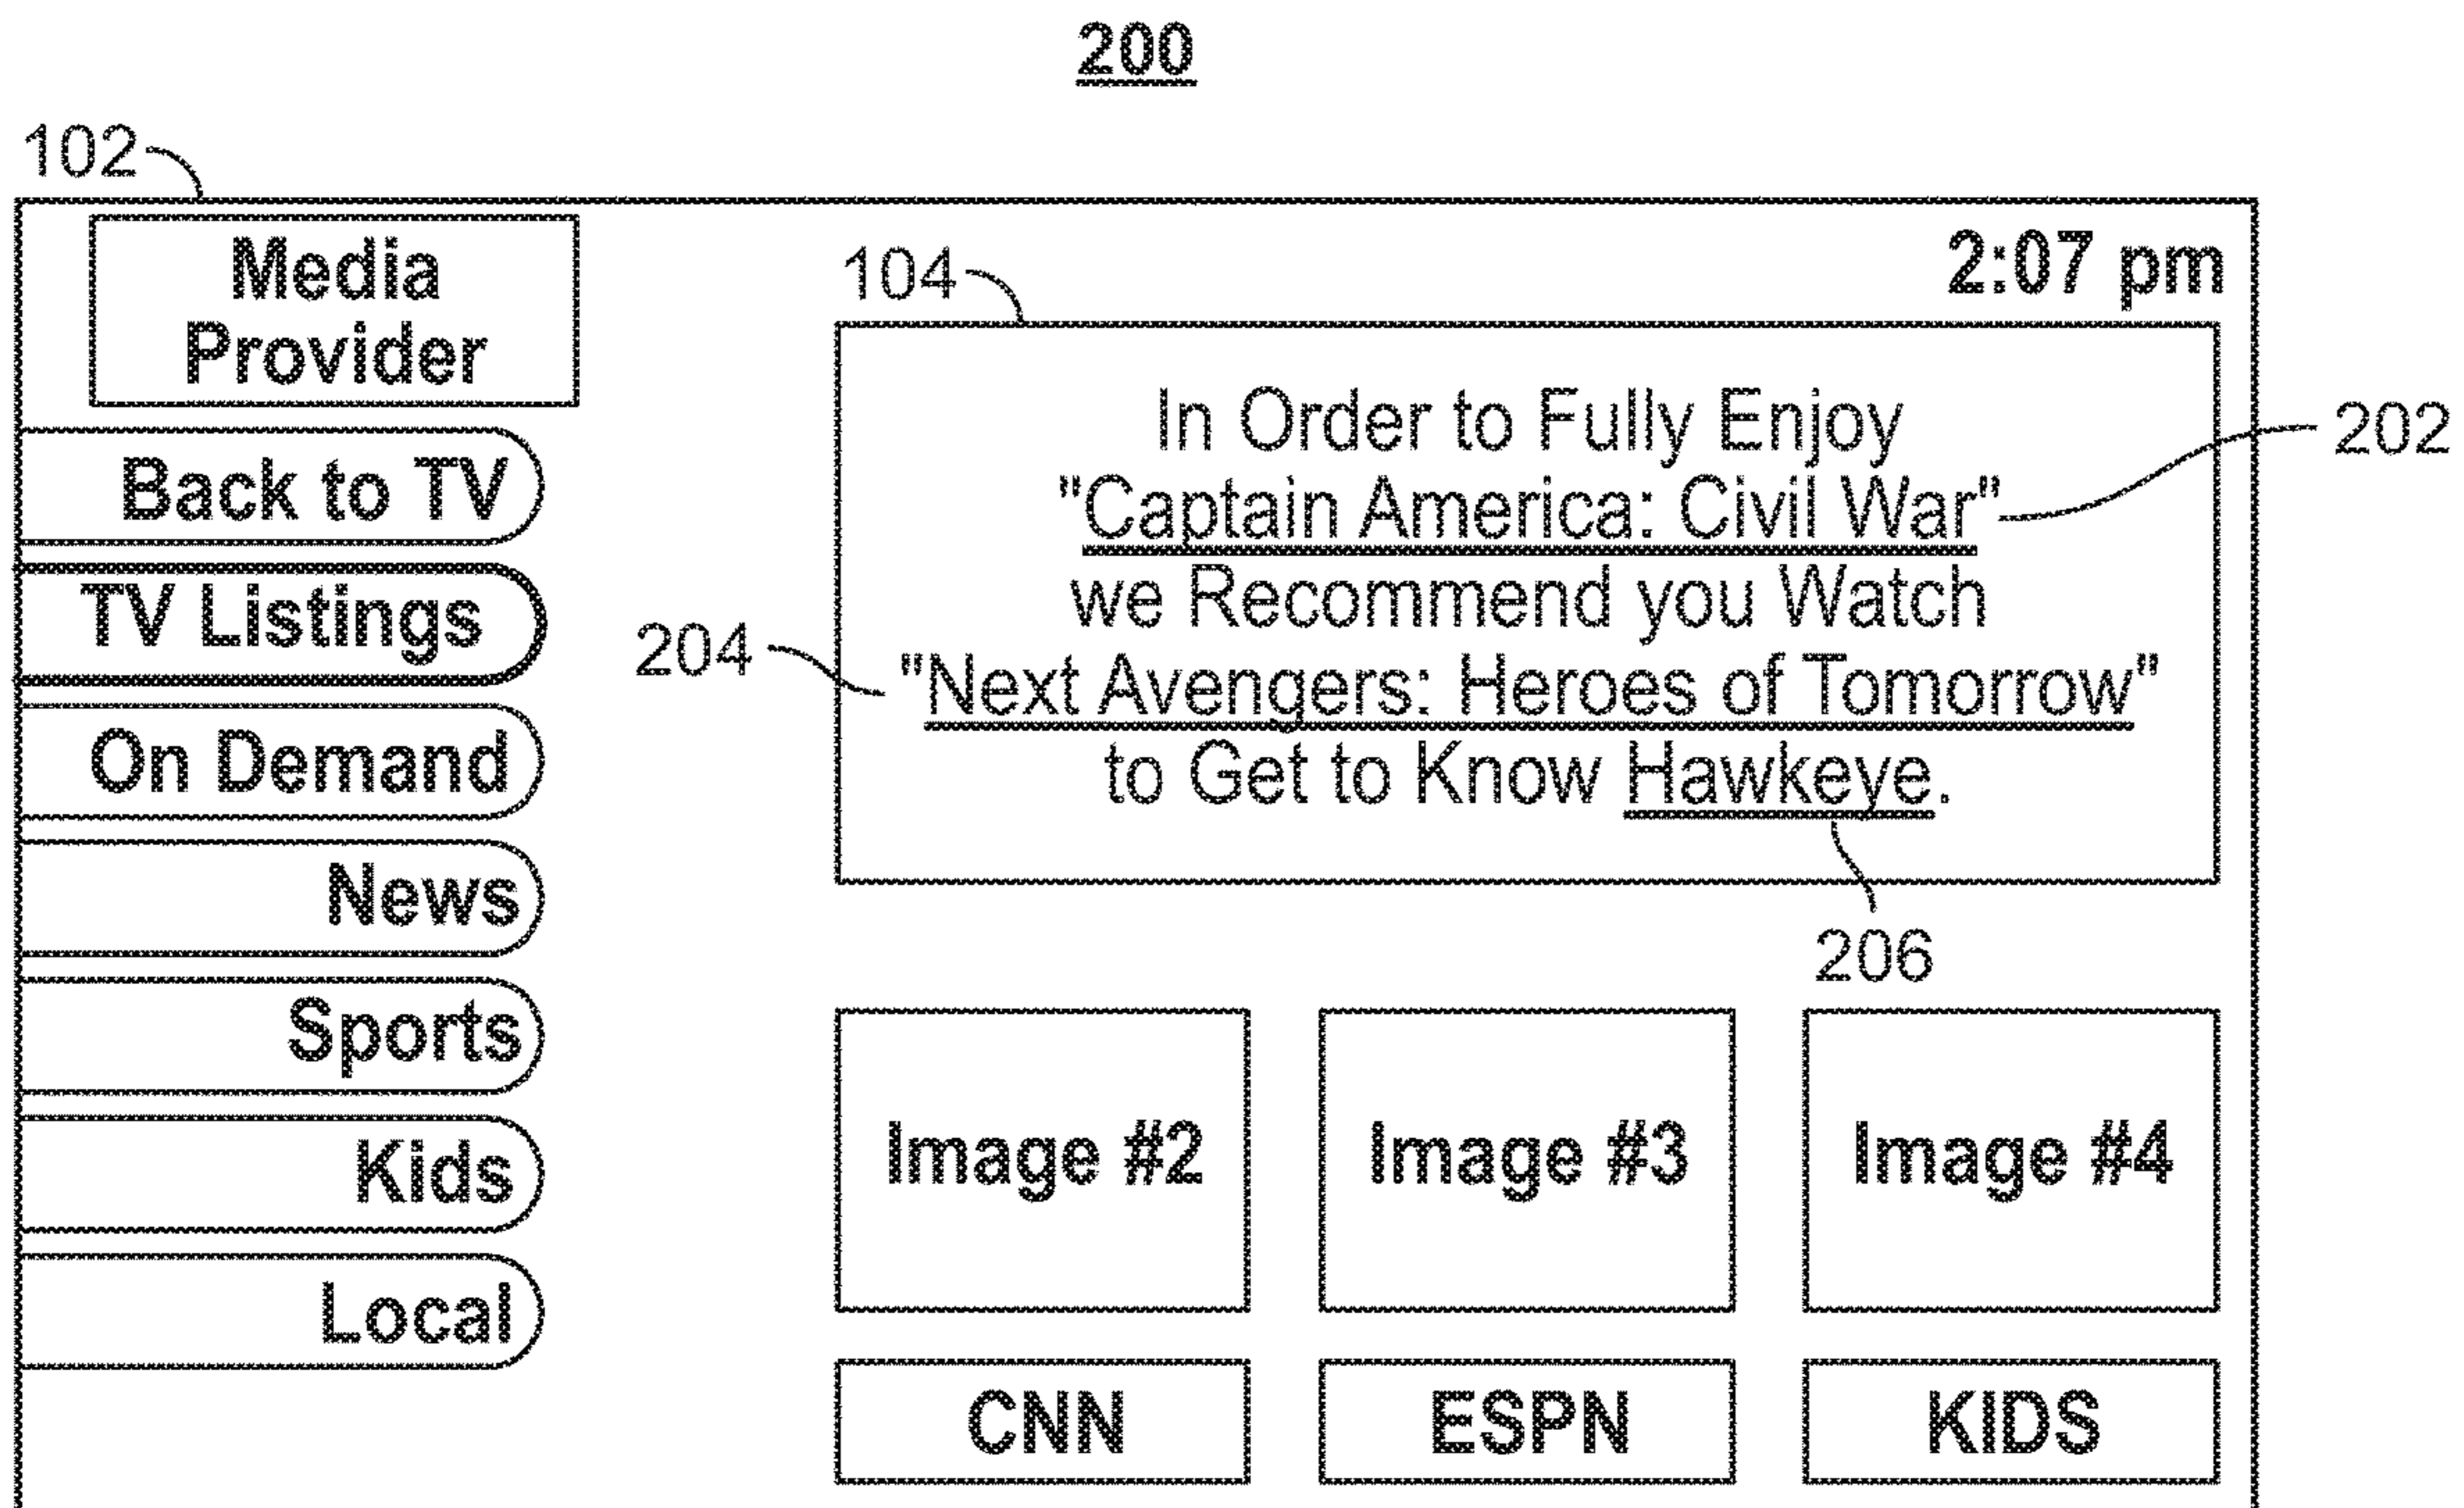 200
102
Media
Provider
2:07 pm
104
In Order to Fully Enjoy
"Captain America: Civil War"
202
we Recommend you Watch
204
"Next Avengers: Heroes of Tomorrow"
to Get to Know Hawkeye.
206
Back to TV
TV Listings
On Demand
News
Sports
Kids
Local
Image #2
Image #3
Image #4
CNN
ESPN
KIDS